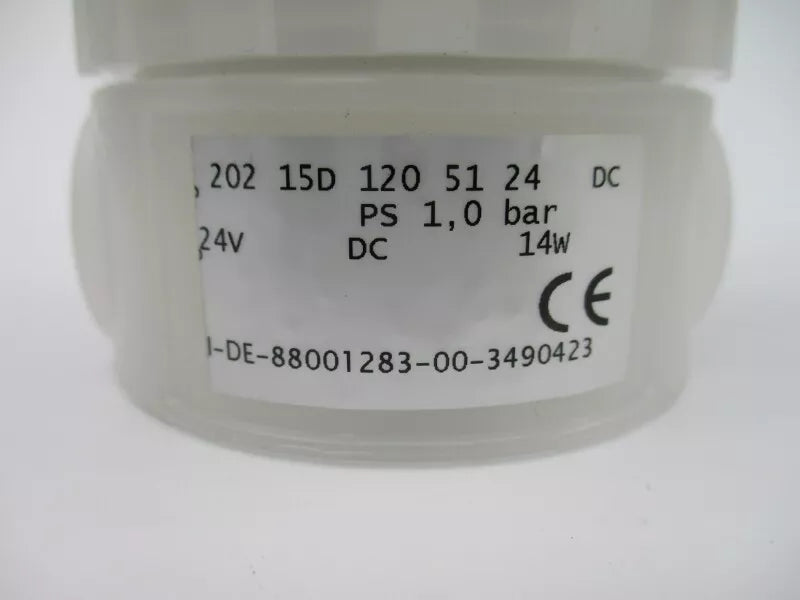 202 15D 120 51 24 DC
PS 1,0 bar
24V DC 14W
CE
-DE-88001283-00-3490423